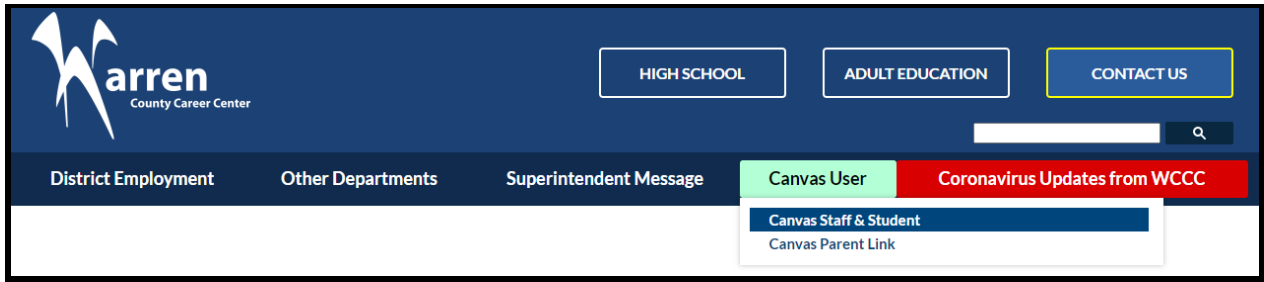 Warren
County Career Center
HIGH SCHOOL
ADULT EDUCATION
CONTACT US
District Employment
Other Departments
Superintendent Message
Canvas User
Coronavirus Updates from WCCC
Canvas Staff & Student
Canvas Parent Link